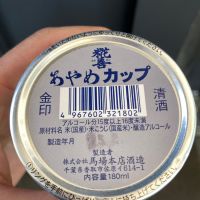 糀喜
あやめカップ
金印
清酒
4 967602 321802
アルコール分15度以上16度未満
原材料名 米(国産)・米こうじ(国産米)・醸造アルコール
製造年月
製造者
株式会社 馬場本店酒造
千葉県香取市佐原イ614-1
内容量180ml